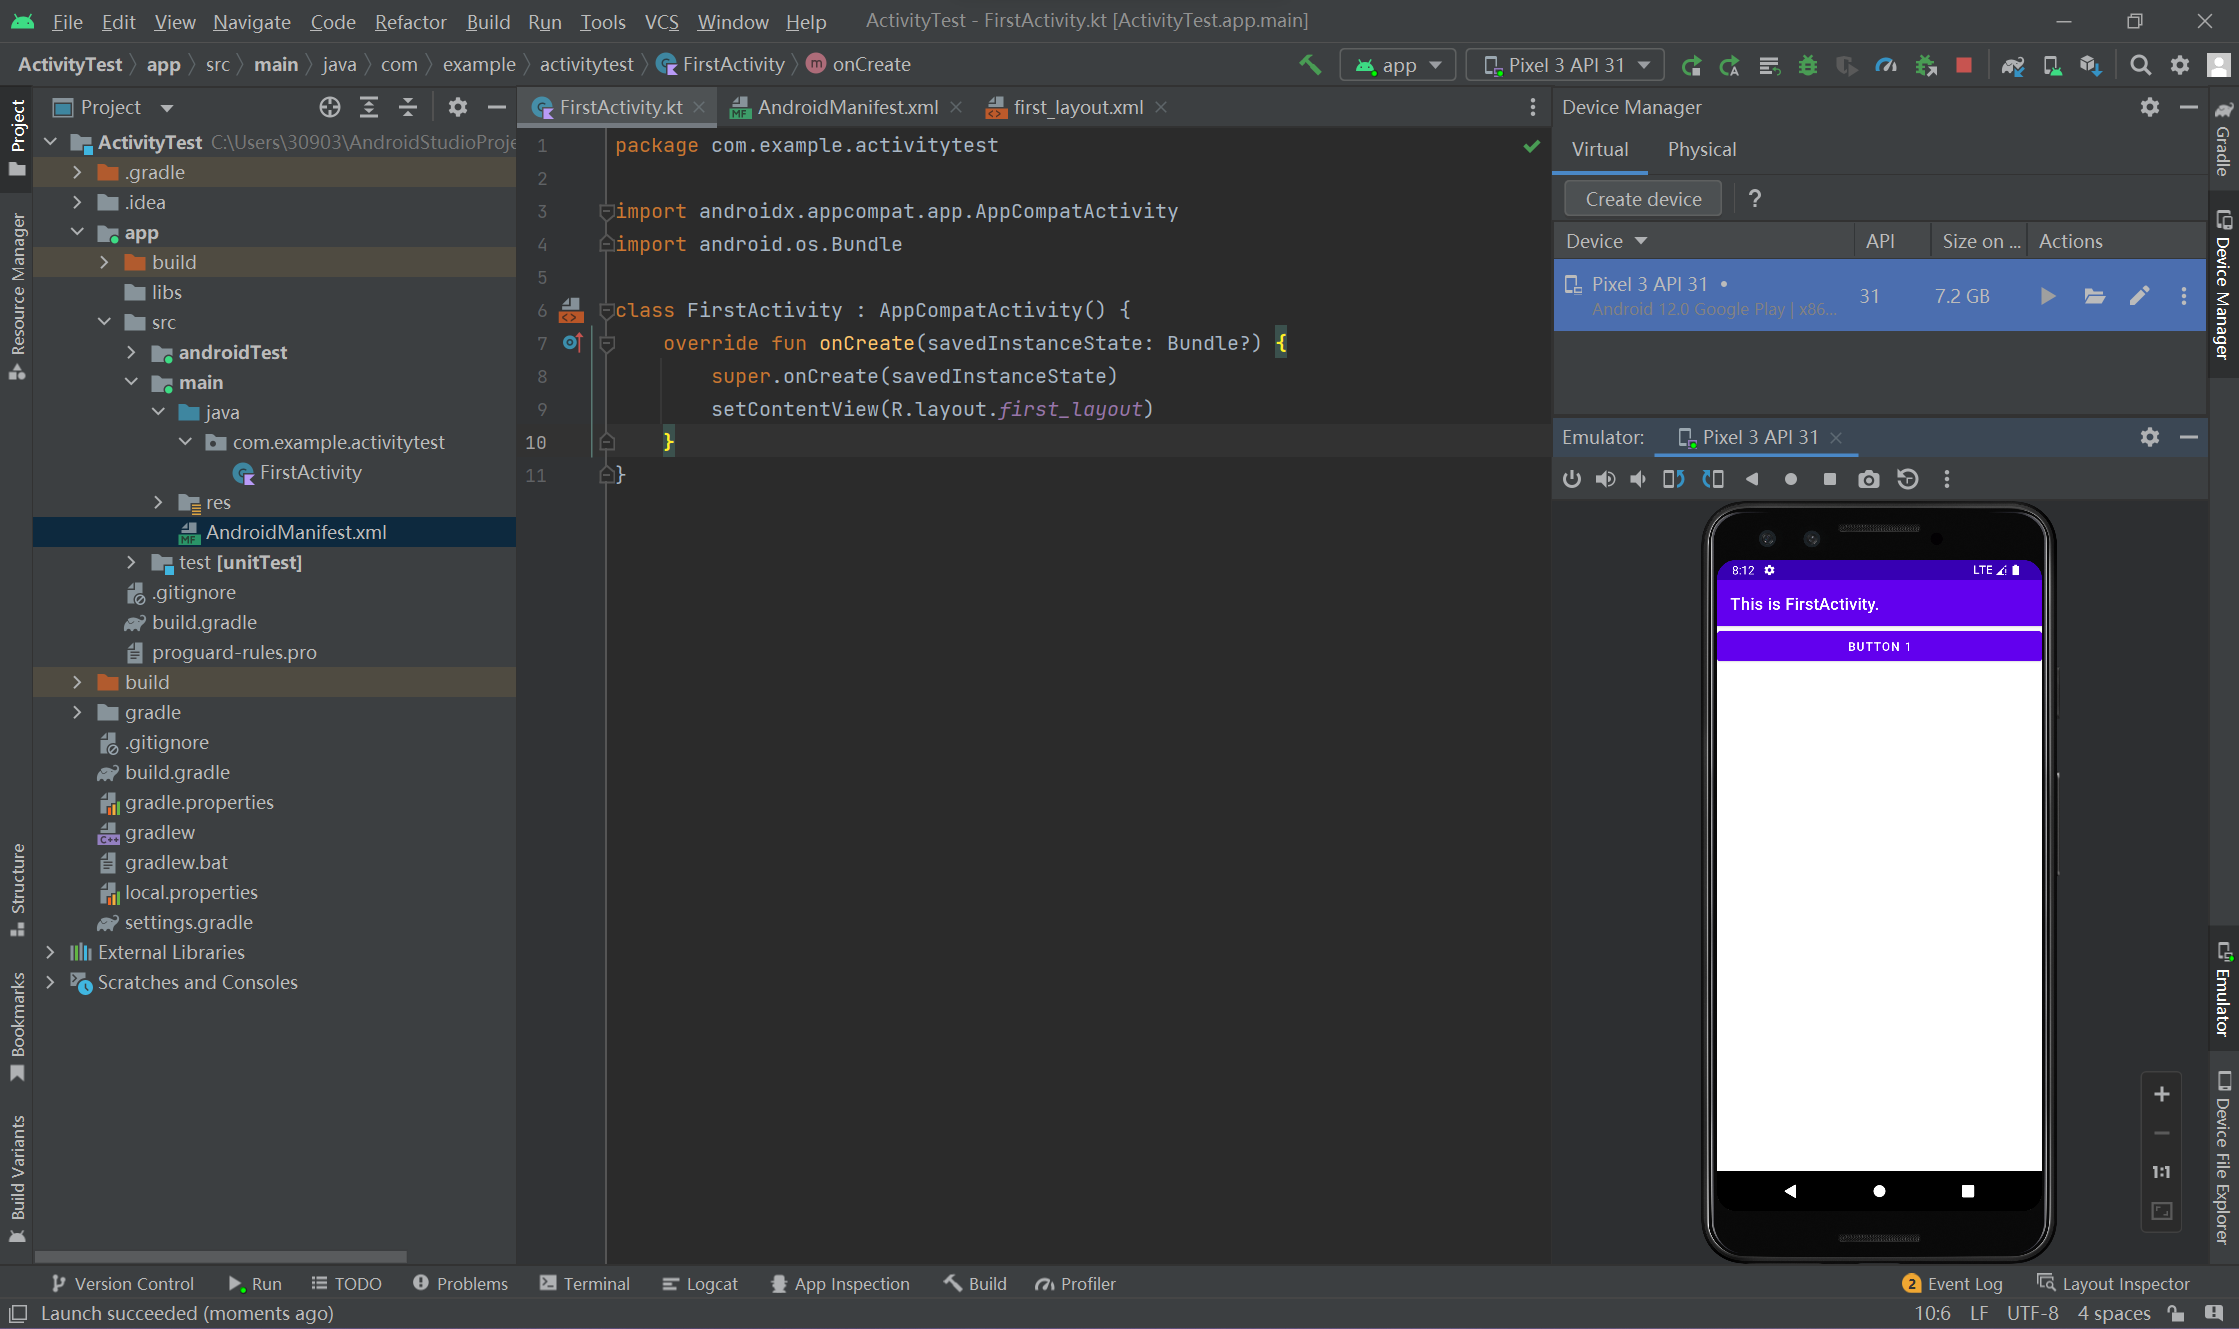 File Edit View Navigate Code Refactor Build Run Tools VCS Window Help ActivityTest - FirstActivity.kt [ActivityTest.app.main]
ActivityTest app src main java com example activitytest FirstActivity onCreate app Pixel 3 API 31
Project
Resource Manager
Structure
Bookmarks
Build Variants
Project
ActivityTest C:\Users\30903\AndroidStudioProje
.gradle
.idea
app
build
libs
src
androidTest
main
java
com.example.activitytest
FirstActivity
res
AndroidManifest.xml
test [unitTest]
.gitignore
build.gradle
proguard-rules.pro
build
gradle
.gitignore
build.gradle
gradle.properties
gradlew
gradlew.bat
local.properties
settings.gradle
External Libraries
Scratches and Consoles
FirstActivity.kt AndroidManifest.xml first_layout.xml
1 package com.example.activitytest
2
3 import androidx.appcompat.app.AppCompatActivity
4 import android.os.Bundle
5
6 class FirstActivity : AppCompatActivity() {
7 override fun onCreate(savedInstanceState: Bundle?) {
8 super.onCreate(savedInstanceState)
9 setContentView(R.layout.first_layout)
10 }
11 }
Device Manager
Virtual Physical
Create device ?
Device API Size on ... Actions
Pixel 3 API 31 31 7.2 GB
Android 12.0 Google Play | x86...
Emulator: Pixel 3 API 31
8:12 LTE
This is FirstActivity.
BUTTON 1
1:1
Gradle
Device Manager
Emulator
Device File Explorer
Version Control Run TODO Problems Terminal Logcat App Inspection Build Profiler 2 Event Log Layout Inspector
Launch succeeded (moments ago) 10:6 LF UTF-8 4 spaces